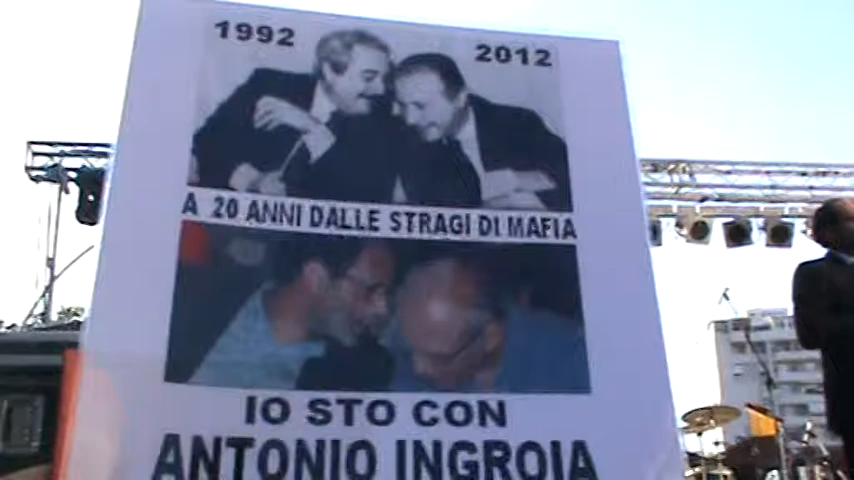 1992 2012
A 20 ANNI DALLE STRAGI DI MAFIA
IO STO CON
ANTONIO INGROIA